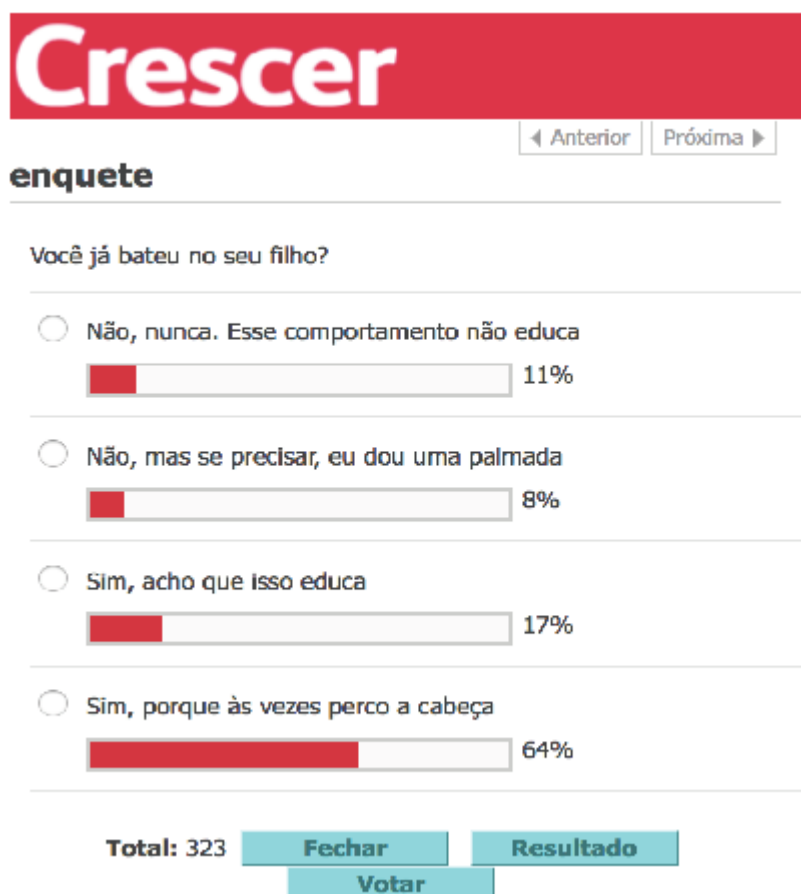 Crescer
Anterior Próxima
enquete
Você já bateu no seu filho?
Não, nunca. Esse comportamento não educa
11%
Não, mas se precisar, eu dou uma palmada
8%
Sim, acho que isso educa
17%
Sim, porque às vezes perco a cabeça
64%
Total: 323 Fechar Resultado
Votar